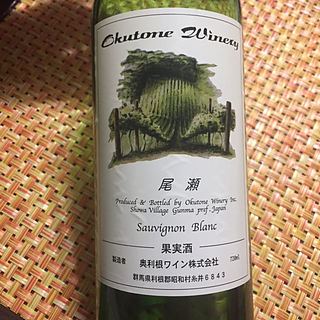 Okutone Winery
尾瀬
Produced & Bottled by Okutone Winery Inc.
Showa Village Gunma pref. Japan
Sauvignon Blanc
果実酒
製造者 奥利根ワイン株式会社 720ml
群馬県利根郡昭和村糸井6843